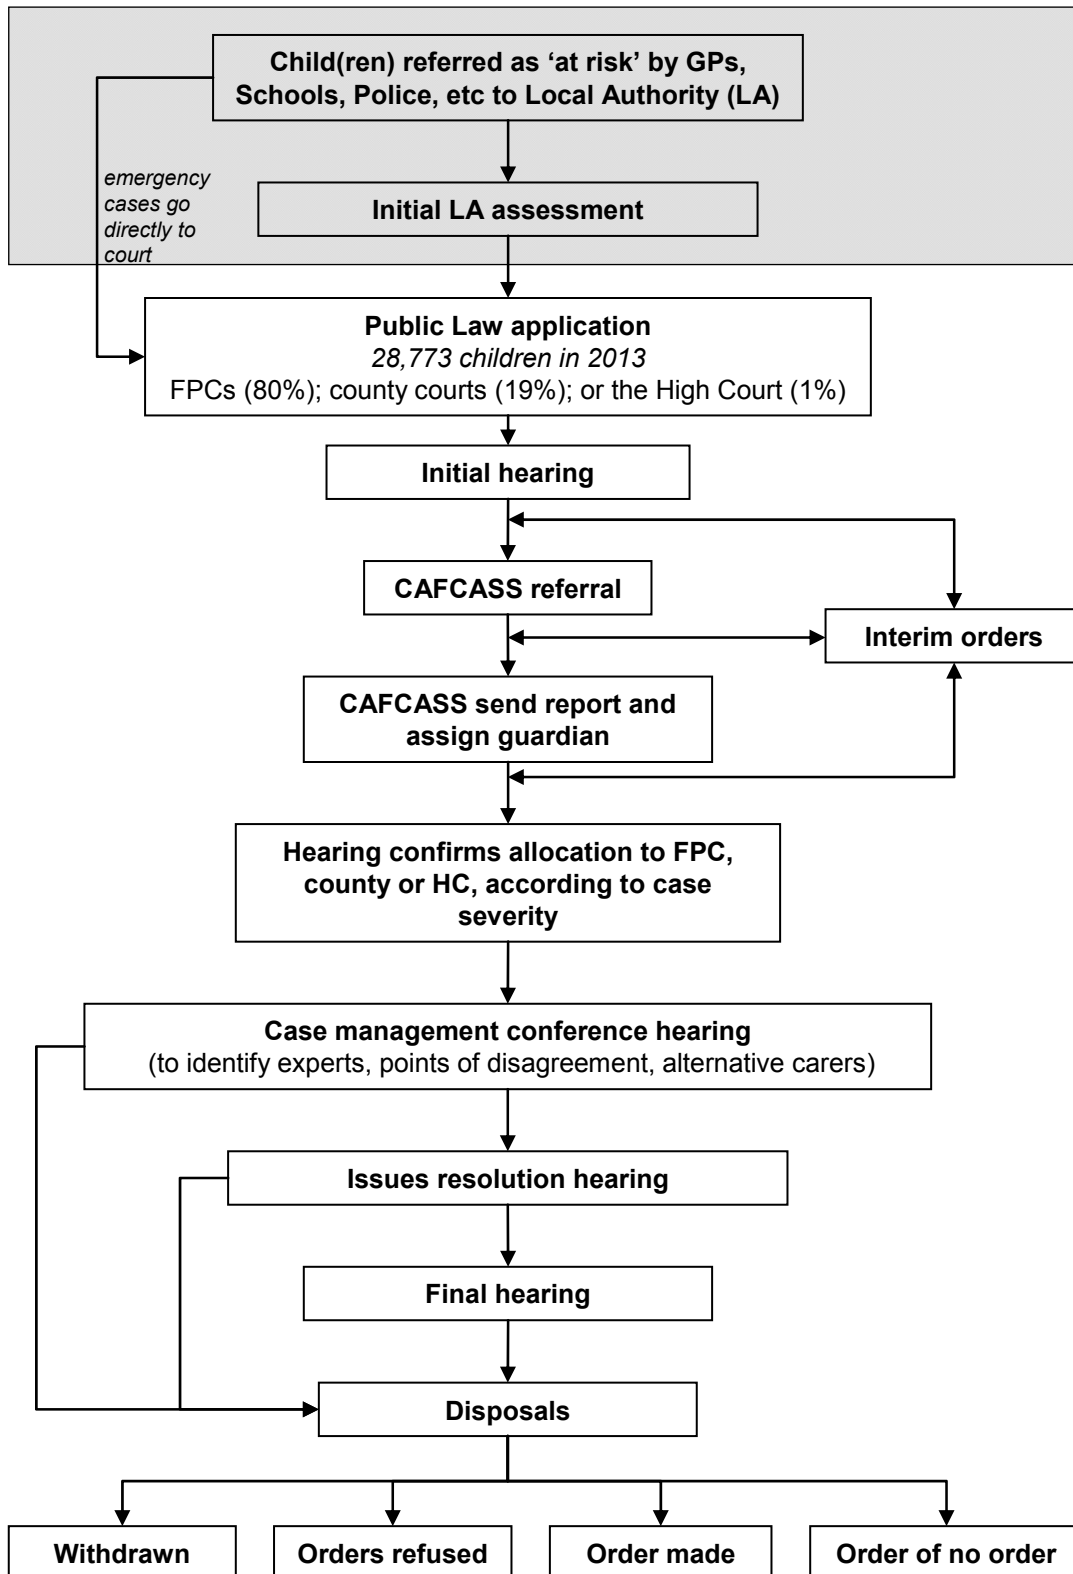 Child(ren) referred as ‘at risk’ by GPs,
Schools, Police, etc to Local Authority (LA)
emergency
cases go
directly to
court
Initial LA assessment
Public Law application
28,773 children in 2013
FPCs (80%); county courts (19%); or the High Court (1%)
Initial hearing
CAFCASS referral
Interim orders
CAFCASS send report and
assign guardian
Hearing confirms allocation to FPC,
county or HC, according to case
severity
Case management conference hearing
(to identify experts, points of disagreement, alternative carers)
Issues resolution hearing
Final hearing
Disposals
Withdrawn
Orders refused
Order made
Order of no order